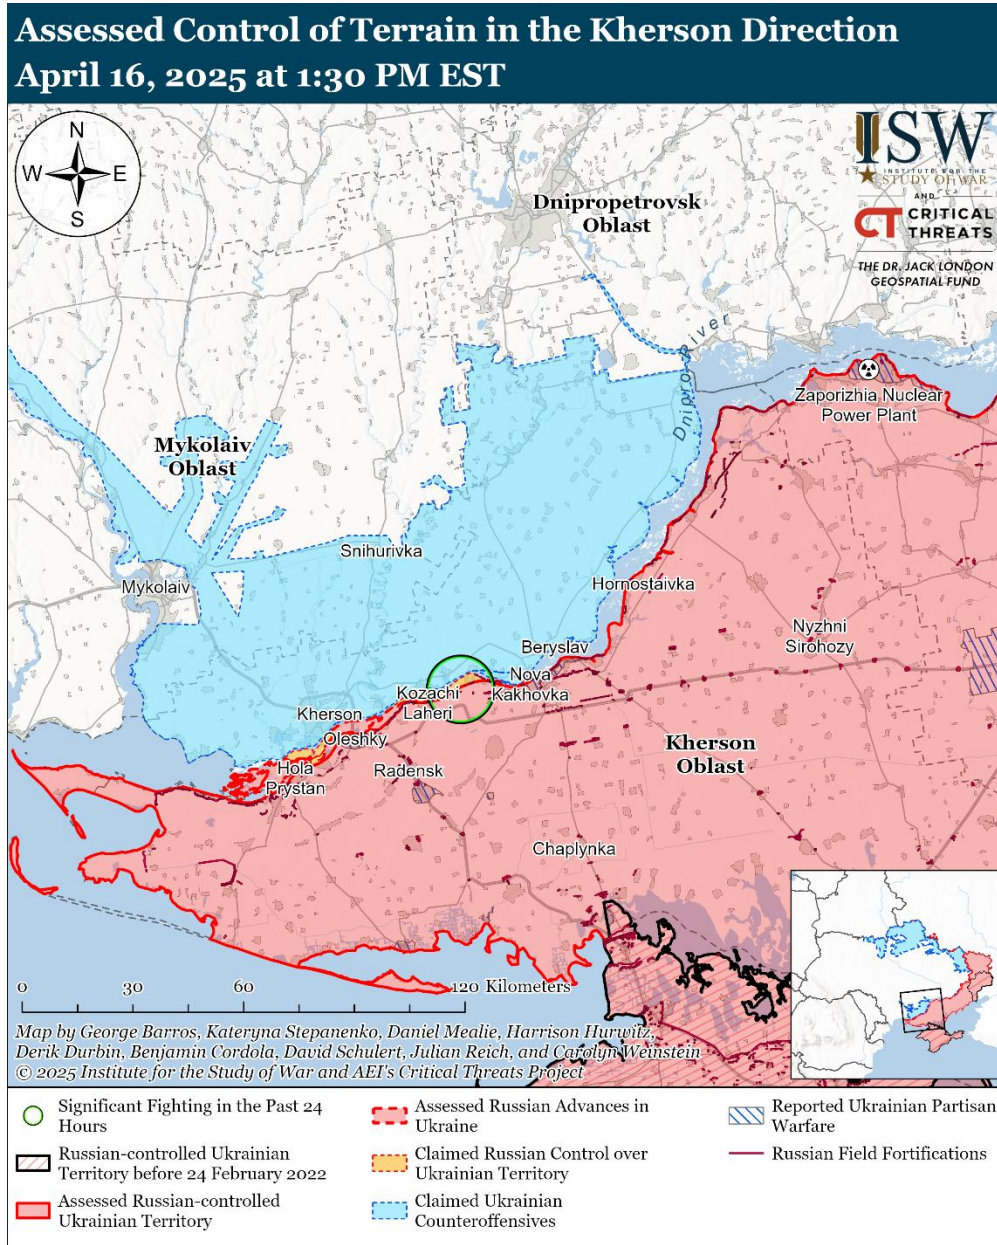 Assessed Control of Terrain in the Kherson Direction
April 16, 2025 at 1:30 PM EST
N
W
E
S
ISW
INSTITUTE FOR THE
STUDY OF WAR
AND
CT CRITICAL
THREATS
THE DR. JACK LONDON
GEOSPATIAL FUND
Dnipropetrovsk
Oblast
Dnipro River
Zaporizhia Nuclear
Power Plant
Mykolaiv
Oblast
Snihurivka
Mykolaiv
Hornostaivka
Nyzhni
Sirohozy
Beryslav
Nova
Kakhovka
Kozachi
Laheri
Kherson
Oleshky
Hola
Prystan
Radensk
Kherson
Oblast
Chaplynka
0 30 60 120 Kilometers
Map by George Barros, Kateryna Stepanenko, Daniel Mealie, Harrison Hurwitz,
Derik Durbin, Benjamin Cordola, David Schulert, Julian Reich, and Carolyn Weinstein
© 2025 Institute for the Study of War and AEI's Critical Threats Project
Significant Fighting in the Past 24
Hours
Russian-controlled Ukrainian
Territory before 24 February 2022
Assessed Russian-controlled
Ukrainian Territory
Assessed Russian Advances in
Ukraine
Claimed Russian Control over
Ukrainian Territory
Claimed Ukrainian
Counteroffensives
Reported Ukrainian Partisan
Warfare
Russian Field Fortifications